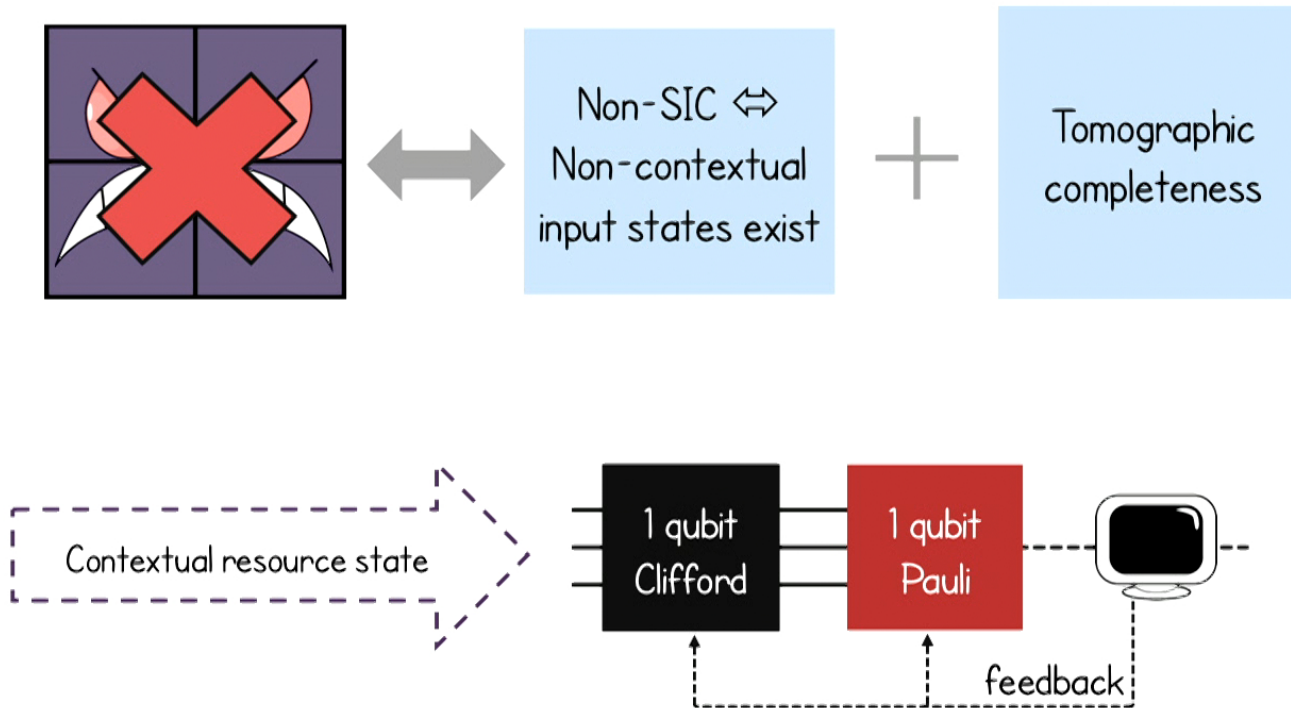 Non-SIC ⇔
Non-contextual
input states exist
Tomographic
completeness
Contextual resource state
1 qubit
Clifford
1 qubit
Pauli
feedback